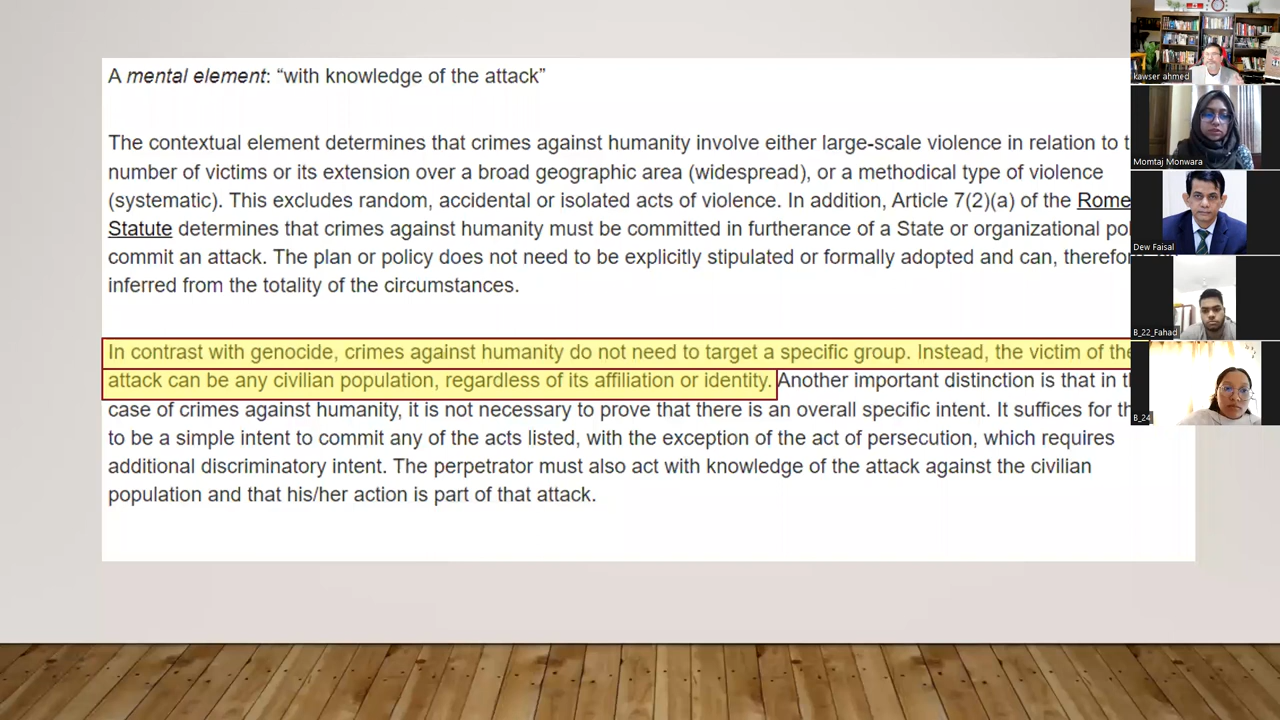 A mental element: “with knowledge of the attack”
The contextual element determines that crimes against humanity involve either large-scale violence in relation to
number of victims or its extension over a broad geographic area (widespread), or a methodical type of violence
(systematic). This excludes random, accidental or isolated acts of violence. In addition, Article 7(2)(a) of the Rome
Statute determines that crimes against humanity must be committed in furtherance of a State or organizational
commit an attack. The plan or policy does not need to be explicitly stipulated or formally adopted and can,
inferred from the totality of the circumstances.
In contrast with genocide, crimes against humanity do not need to target a specific group. Instead, the victim of
attack can be any civilian population, regardless of its affiliation or identity. Another important distinction is that in
case of crimes against humanity, it is not necessary to prove that there is an overall specific intent. It suffices for
to be a simple intent to commit any of the acts listed, with the exception of the act of persecution, which requires
additional discriminatory intent. The perpetrator must also act with knowledge of the attack against the civilian
population and that his/her action is part of that attack.
kawser ahmed
Momtaj Monwara
Dew Faisal
B_22_Fahad
B_24